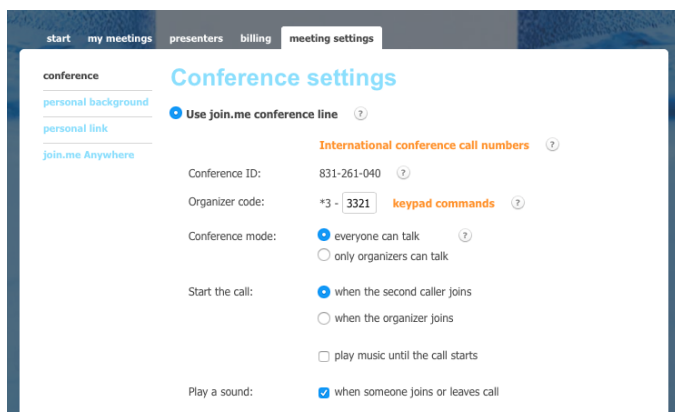 start my meetings presenters billing meeting settings
conference
personal background
personal link
join.me Anywhere
Conference settings
Use join.me conference line ?
International conference call numbers ?
Conference ID: 831-261-040 ?
Organizer code: *3 - 3321 keypad commands ?
Conference mode: everyone can talk ?
only organizers can talk
Start the call: when the second caller joins
when the organizer joins
play music until the call starts
Play a sound: when someone joins or leaves call